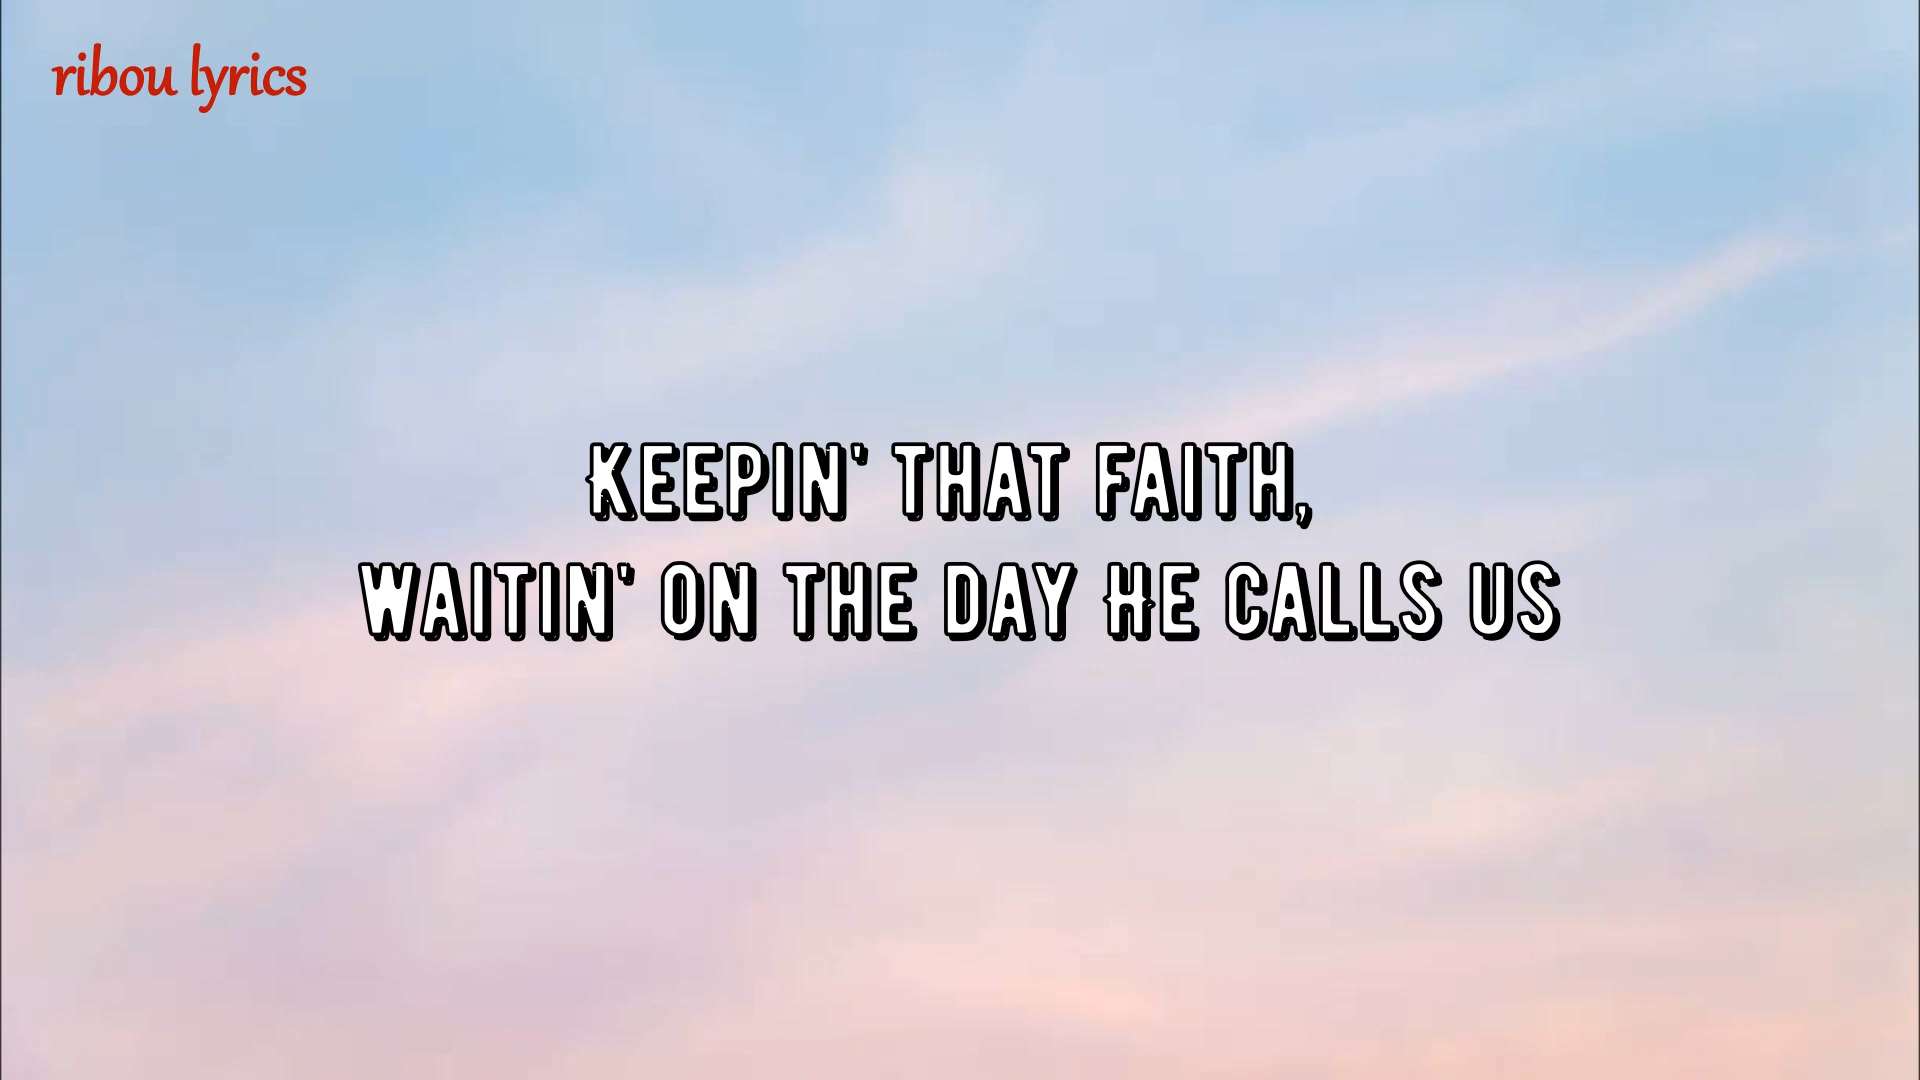 ribou lyrics
KEEPIN' THAT FAITH,
WAITIN' ON THE DAY HE CALLS US